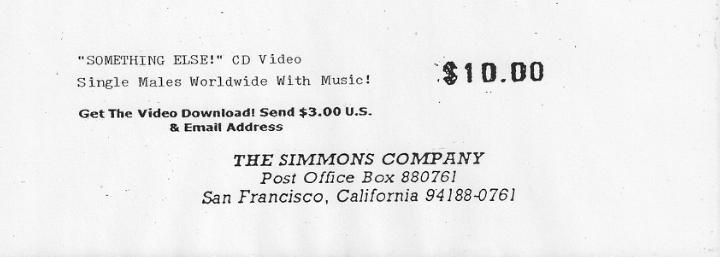 "SOMETHING ELSE!" CD Video
Single Males Worldwide With Music!
$10.00
Get The Video Download! Send $3.00 U.S.
& Email Address
THE SIMMONS COMPANY
Post Office Box 880761
San Francisco, California 94188-0761